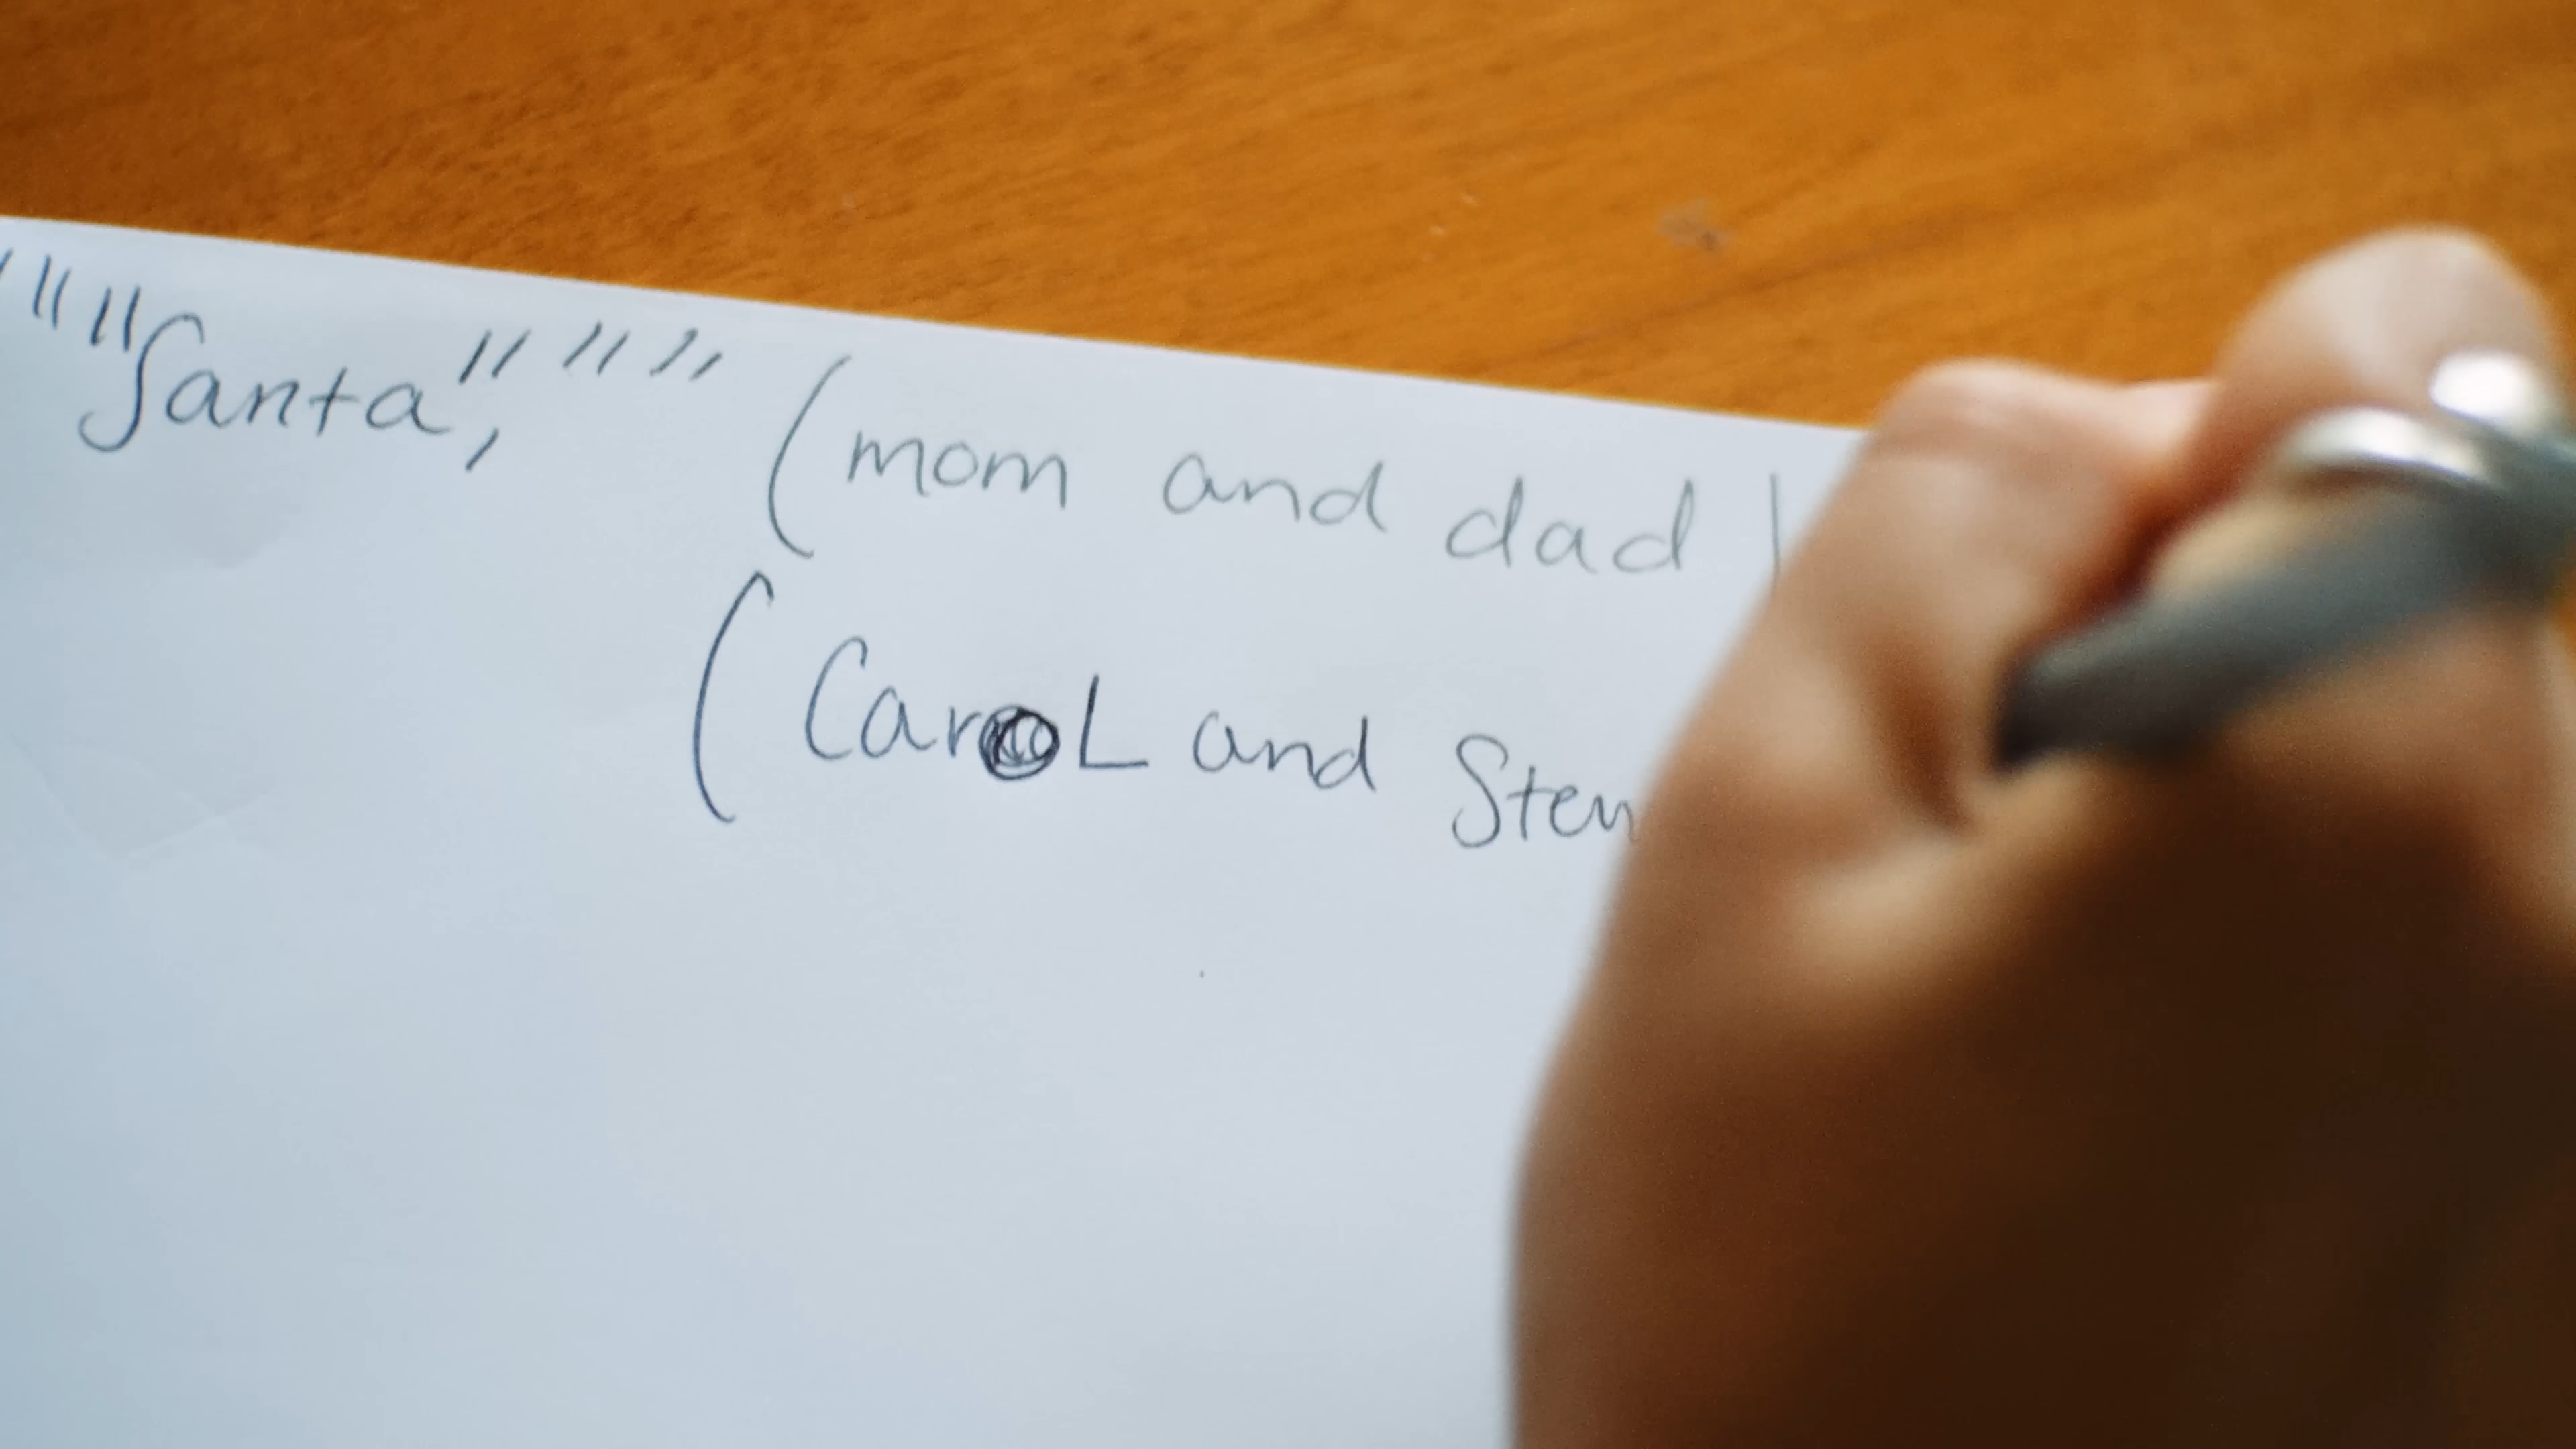 ""Santa," " " (mom and dad )
(Carol and